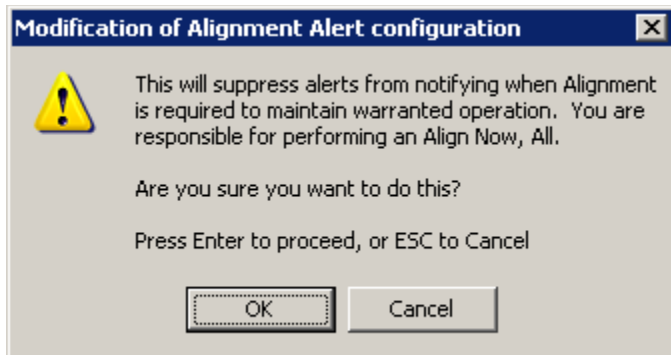 Modification of Alignment Alert configuration
This will suppress alerts from notifying when Alignment
is required to maintain warranted operation.  You are
responsible for performing an Align Now, All.
Are you sure you want to do this?
Press Enter to proceed, or ESC to Cancel
OK
Cancel